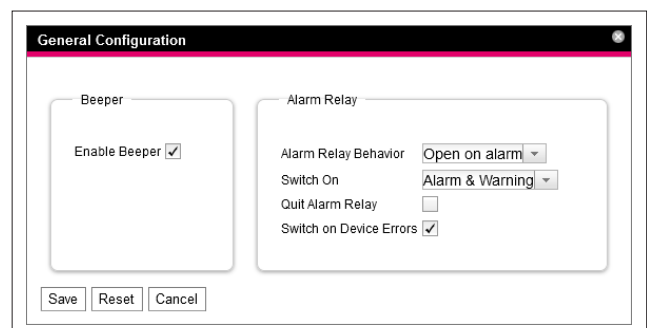 General Configuration
Beeper
Enable Beeper
Alarm Relay
Alarm Relay Behavior Open on alarm
Switch On Alarm & Warning
Quit Alarm Relay
Switch on Device Errors
Save Reset Cancel